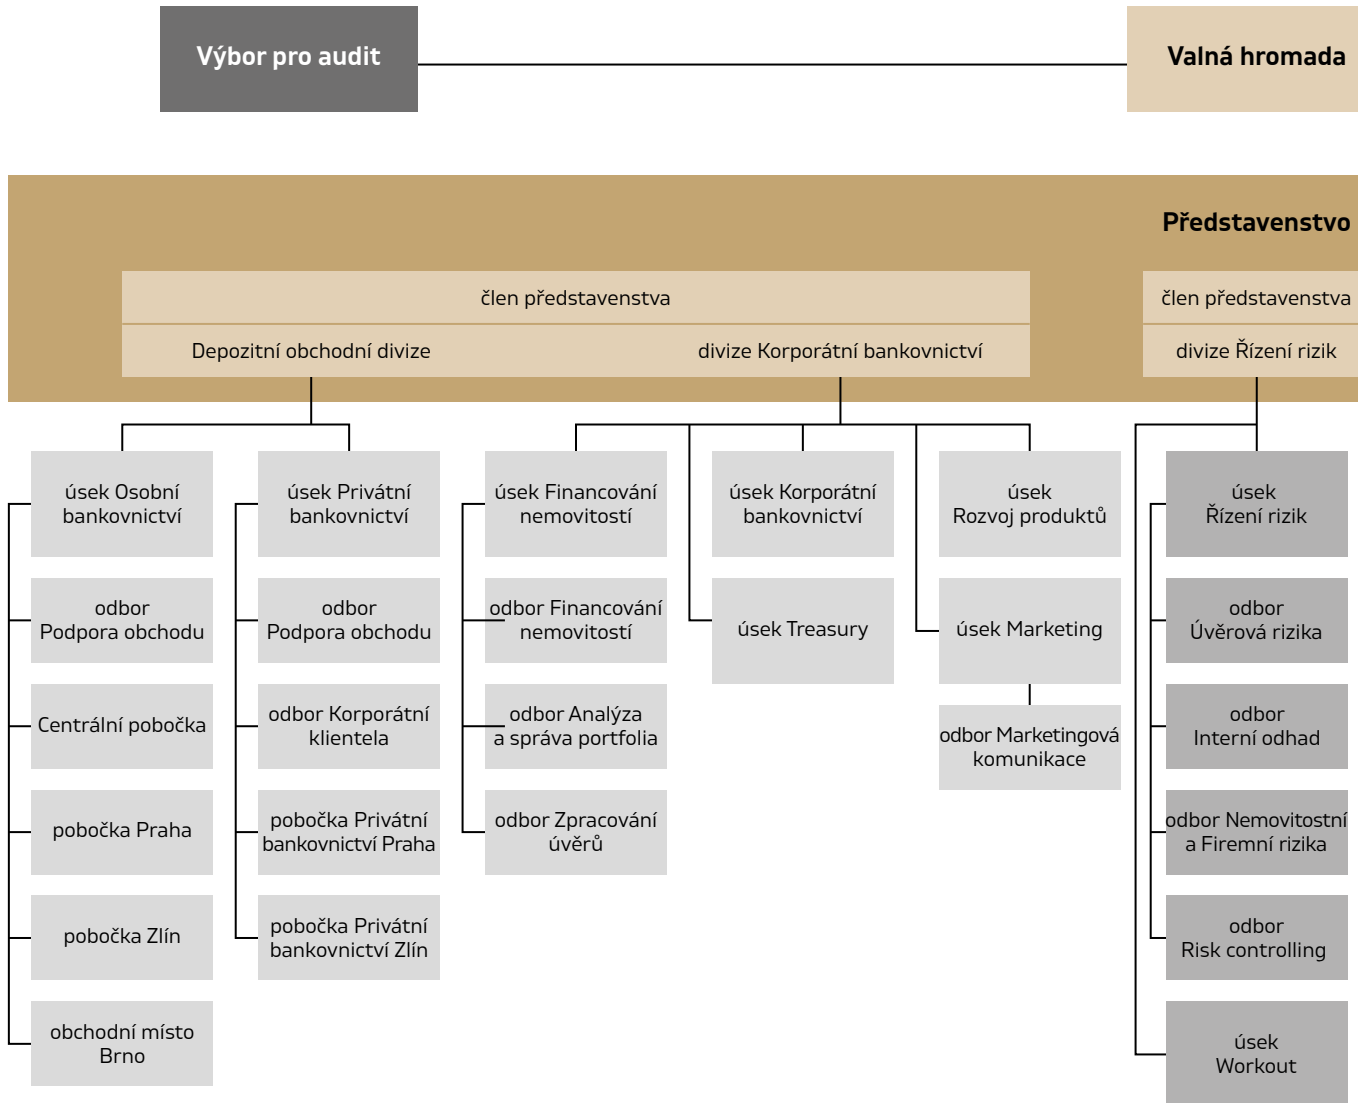 Výbor pro audit
Valná hromada
Představenstvo
člen představenstva
Depozitní obchodní divize
divize Korporátní bankovnictví
člen představenstva
divize Řízení rizik
úsek Osobní
bankovnictví
odbor
Podpora obchodu
Centrální pobočka
pobočka Praha
pobočka Zlín
obchodní místo
Brno
úsek Privátní
bankovnictví
odbor
Podpora obchodu
odbor Korporátní
klientela
pobočka Privátní
bankovnictví Praha
pobočka Privátní
bankovnictví Zlín
úsek Financování
nemovitostí
odbor Financování
nemovitostí
odbor Analýza
a správa portfolia
odbor Zpracování
úvěrů
úsek Korporátní
bankovnictví
úsek Treasury
úsek
Rozvoj produktů
úsek Marketing
odbor Marketingová
komunikace
úsek
Řízení rizik
odbor
Úvěrová rizika
odbor
Interní odhad
odbor Nemovitostní
a Firemní rizika
odbor
Risk controlling
úsek
Workout